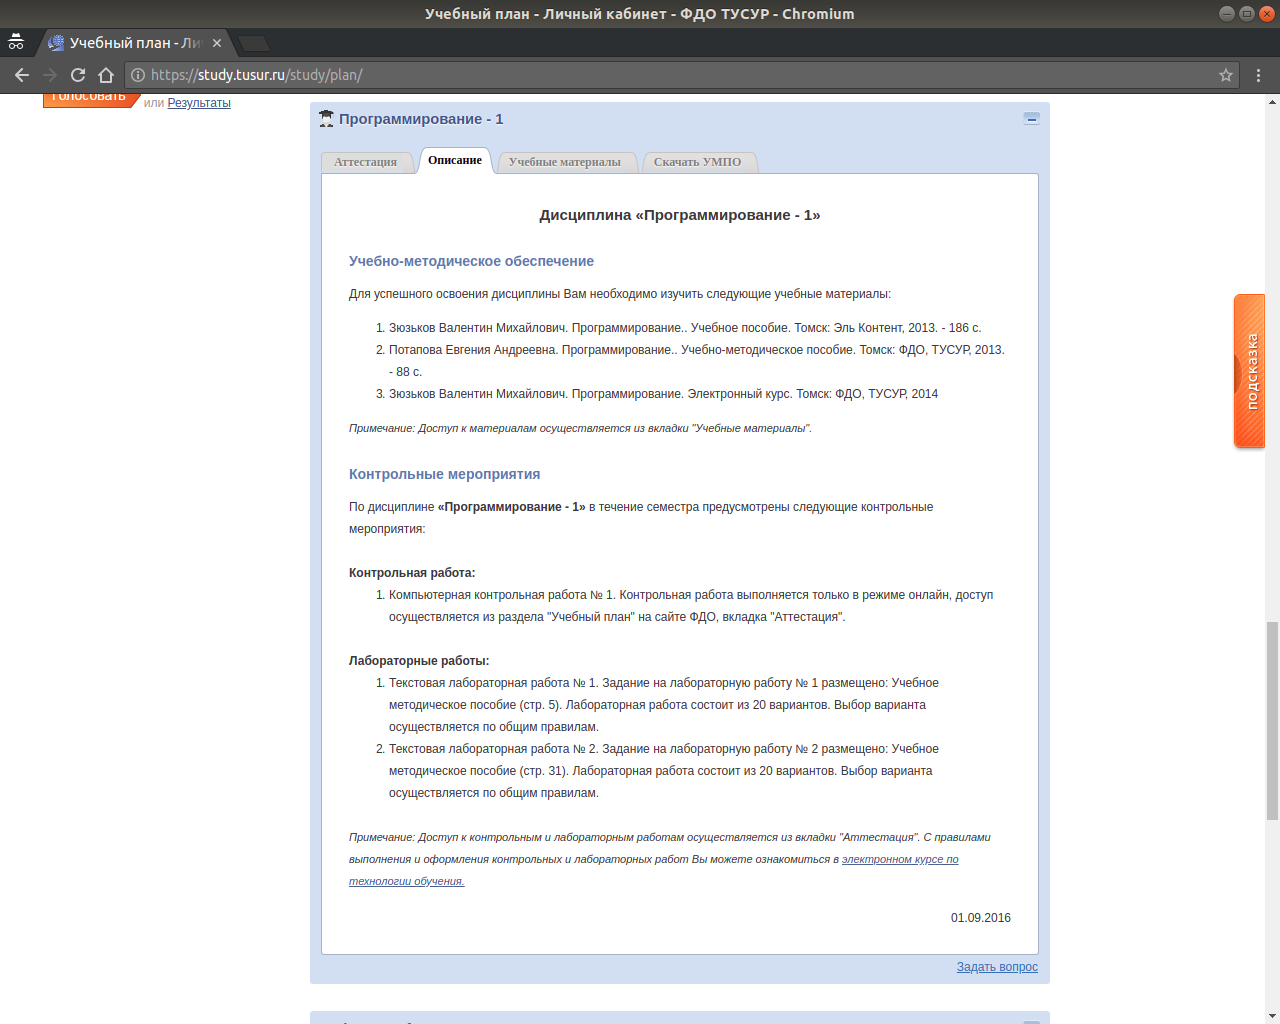 Учебный план - Личный кабинет - ФДО ТУСУР - Chromium
Учебный план - Ли
https://study.tusur.ru/study/plan/
Голосовать или Результаты
Программирование - 1
Аттестация Описание Учебные материалы Скачать УМПО
Дисциплина «Программирование - 1»
Учебно-методическое обеспечение
Для успешного освоения дисциплины Вам необходимо изучить следующие учебные материалы:
1. Зюзьков Валентин Михайлович. Программирование.. Учебное пособие. Томск: Эль Контент, 2013. - 186 с.
2. Потапова Евгения Андреевна. Программирование.. Учебно-методическое пособие. Томск: ФДО, ТУСУР, 2013.
- 88 с.
3. Зюзьков Валентин Михайлович. Программирование. Электронный курс. Томск: ФДО, ТУСУР, 2014
Примечание: Доступ к материалам осуществляется из вкладки "Учебные материалы".
подсказка
Контрольные мероприятия
По дисциплине «Программирование - 1» в течение семестра предусмотрены следующие контрольные
мероприятия:
Контрольная работа:
1. Компьютерная контрольная работа № 1. Контрольная работа выполняется только в режиме онлайн, доступ
осуществляется из раздела "Учебный план" на сайте ФДО, вкладка "Аттестация".
Лабораторные работы:
1. Текстовая лабораторная работа № 1. Задание на лабораторную работу № 1 размещено: Учебное
методическое пособие (стр. 5). Лабораторная работа состоит из 20 вариантов. Выбор варианта
осуществляется по общим правилам.
2. Текстовая лабораторная работа № 2. Задание на лабораторную работу № 2 размещено: Учебное
методическое пособие (стр. 31). Лабораторная работа состоит из 20 вариантов. Выбор варианта
осуществляется по общим правилам.
Примечание: Доступ к контрольным и лабораторным работам осуществляется из вкладки "Аттестация". С правилами
выполнения и оформления контрольных и лабораторных работ Вы можете ознакомиться в электронном курсе по
технологии обучения.
01.09.2016
Задать вопрос